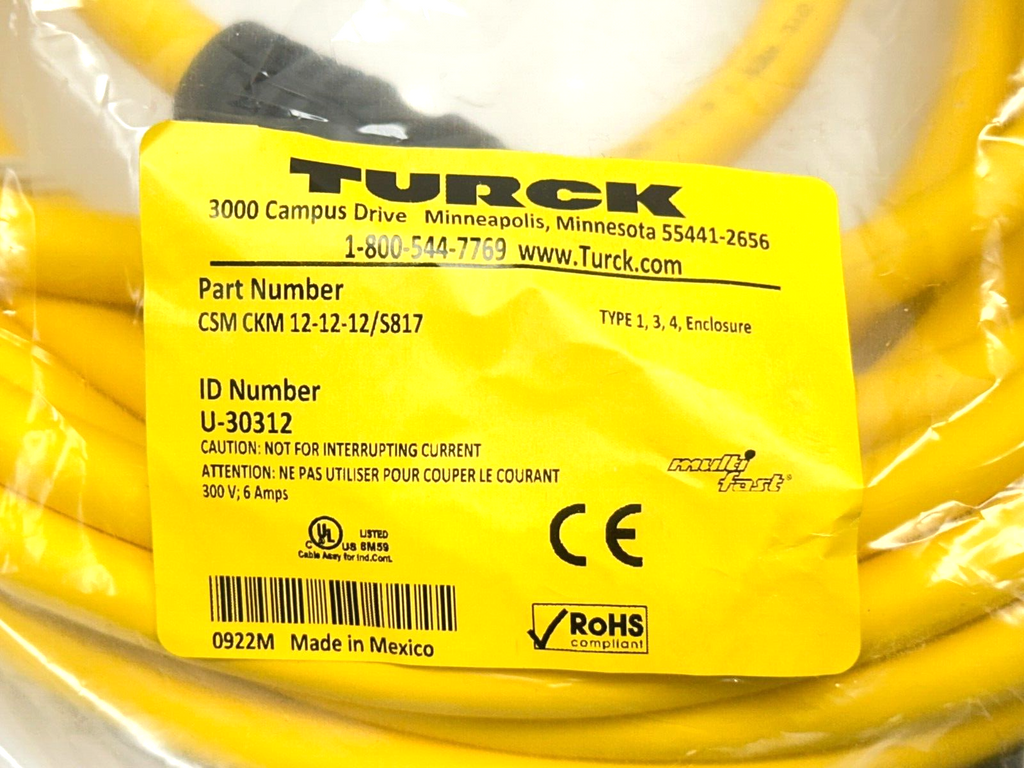 TURCK
3000 Campus Drive Minneapolis, Minnesota 55441-2656
1-800-544-7769 www.Turck.com
Part Number
CSM CKM 12-12-12/S817
TYPE 1, 3, 4, Enclosure
ID Number
U-30312
CAUTION: NOT FOR INTERRUPTING CURRENT
ATTENTION: NE PAS UTILISER POUR COUPER LE COURANT
300 V; 6 Amps
multi
fast®
C UL US LISTED
6M59
Cable Assy for Ind.Cont.
CE
0922M Made in Mexico
RoHS
compliant